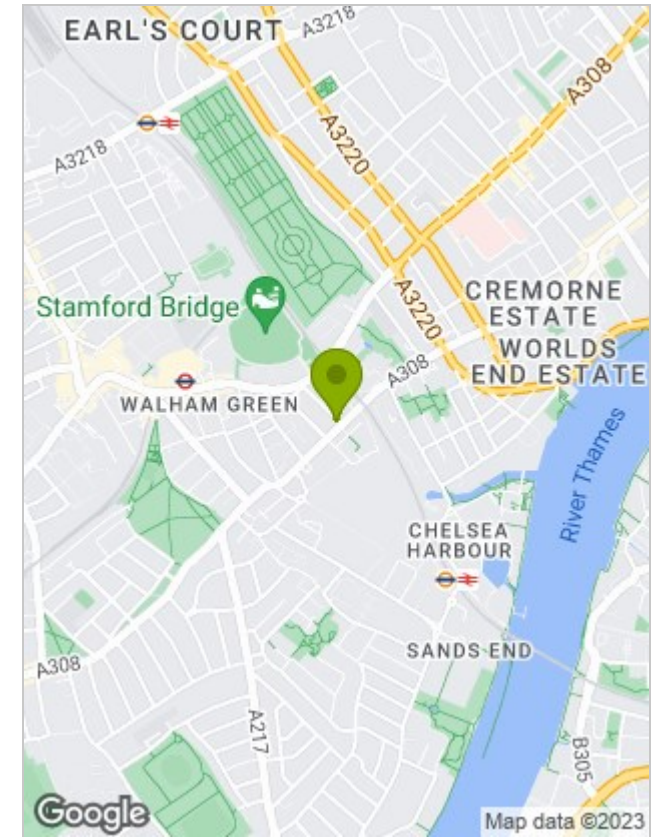 EARL'S COURT
A3218
A308
A3220
A3218
Stamford Bridge
A3220
CREMORNE
ESTATE
WORLDS
END ESTATE
A308
WALHAM GREEN
River Thames
CHELSEA
HARBOUR
SANDS END
A308
A217
B305
Google
Map data ©2023